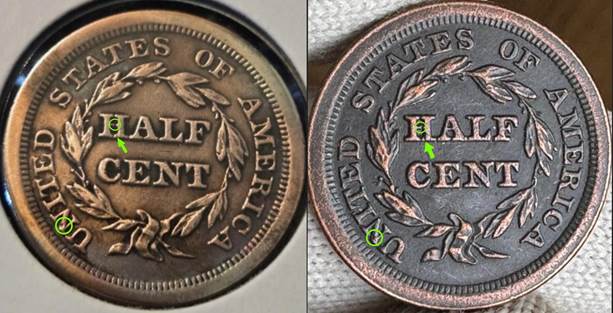 UNITED STATES OF AMERICA
HALF
CENT
UNITED STATES OF AMERICA
HALF
CENT